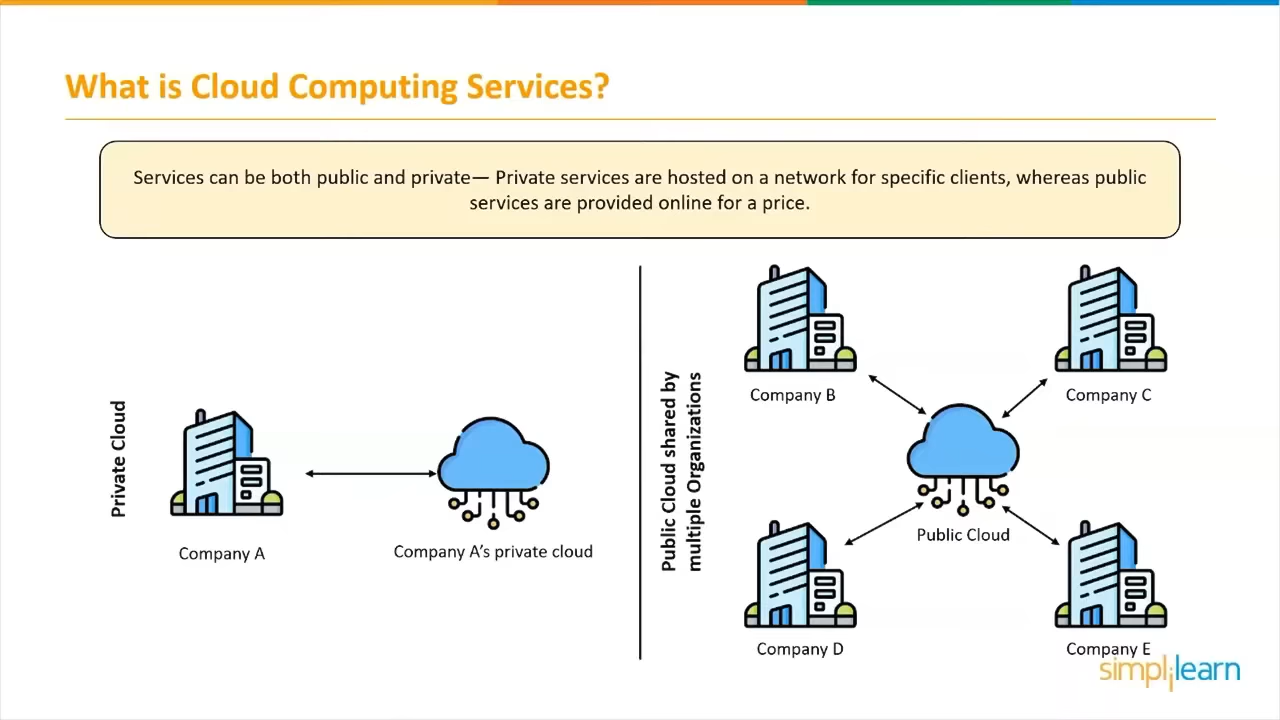 What is Cloud Computing Services?
Services can be both public and private— Private services are hosted on a network for specific clients, whereas public
services are provided online for a price.
Private Cloud
Company A
Company A’s private cloud
Public Cloud shared by
multiple Organizations
Company B
Company C
Public Cloud
Company D
Company E
simplilearn